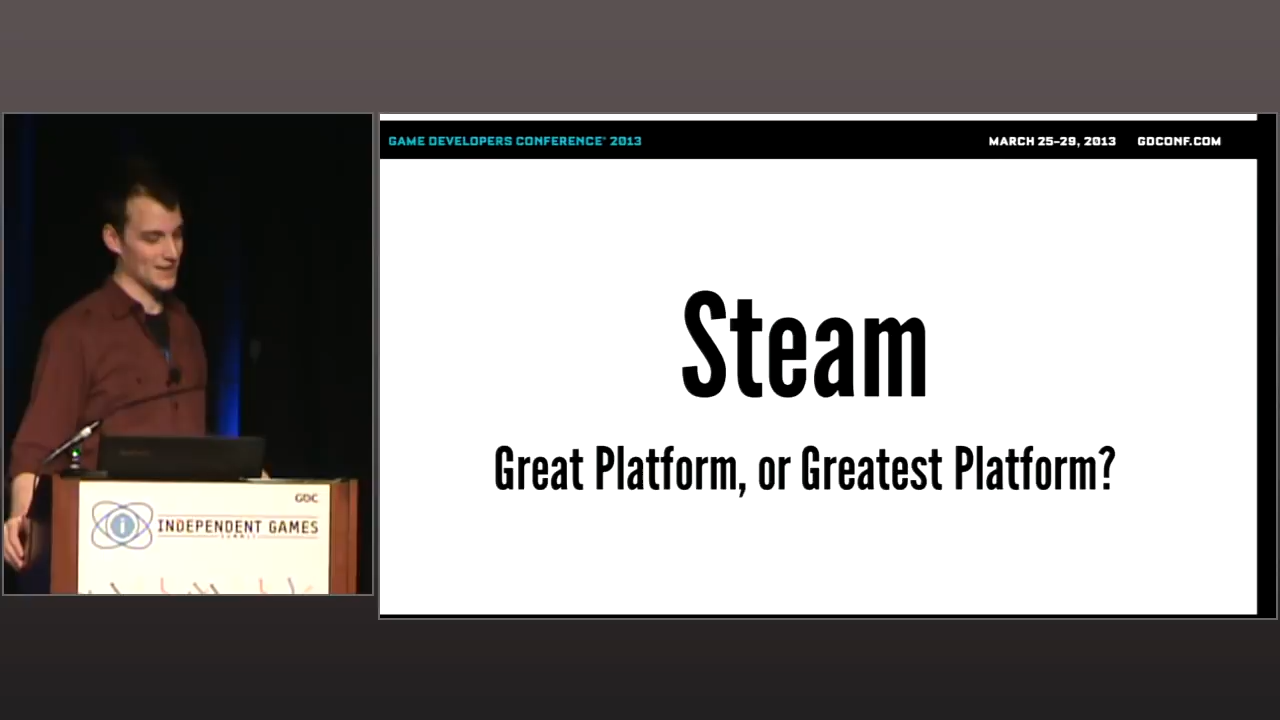 GAME DEVELOPERS CONFERENCE® 2013
MARCH 25–29, 2013 GDCONF.COM
Steam
Great Platform, or Greatest Platform?
GDC
INDEPENDENT GAMES
SUMMIT